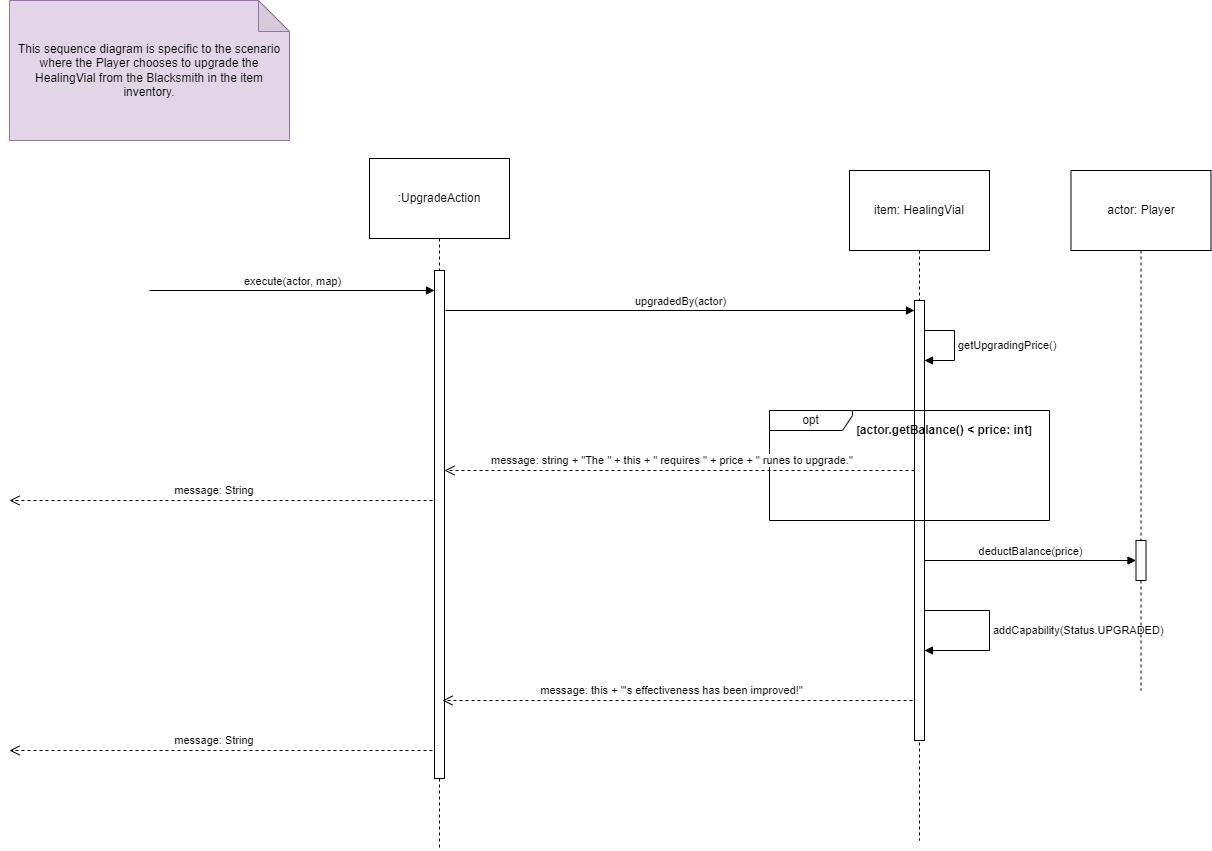 This sequence diagram is specific to the scenario
where the Player chooses to upgrade the
HealingVial from the Blacksmith in the item
inventory.
:UpgradeAction
item: HealingVial
actor: Player
execute(actor, map)
upgradedBy(actor)
getUpgradingPrice()
opt
[actor.getBalance() < price: int]
message: string + "The " + this + " requires " + price + " runes to upgrade."
message: String
deductBalance(price)
addCapability(Status.UPGRADED)
message: this + "'s effectiveness has been improved!"
message: String